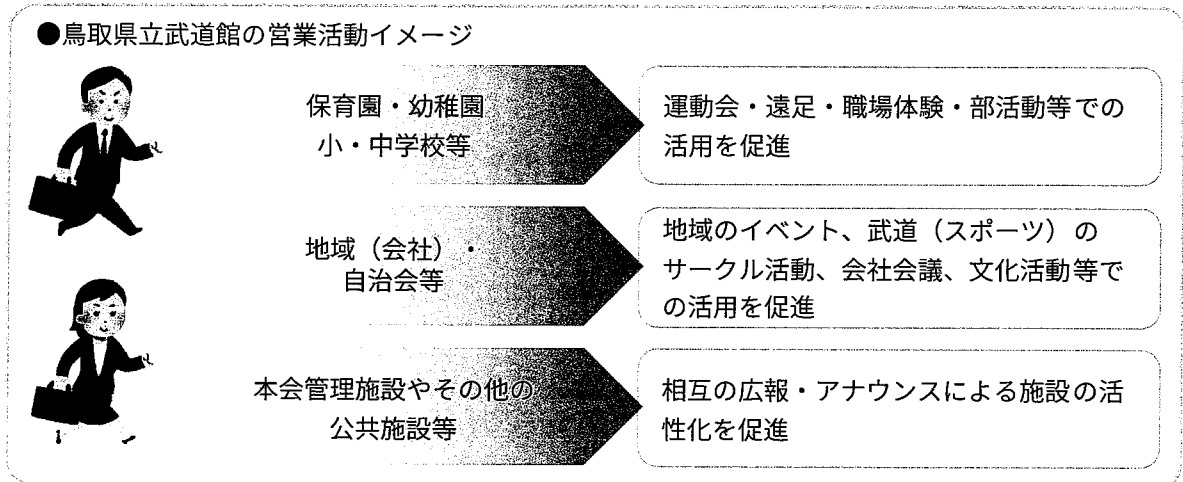 ●鳥取県立武道館の営業活動イメージ
保育園・幼稚園
小・中学校等
運動会・遠足・職場体験・部活動等での
活用を促進
地域（会社）・
自治会等
地域のイベント、武道（スポーツ）の
サークル活動、会社会議、文化活動等で
の活用を促進
本会管理施設やその他の
公共施設等
相互の広報・アナウンスによる施設の活
性化を促進